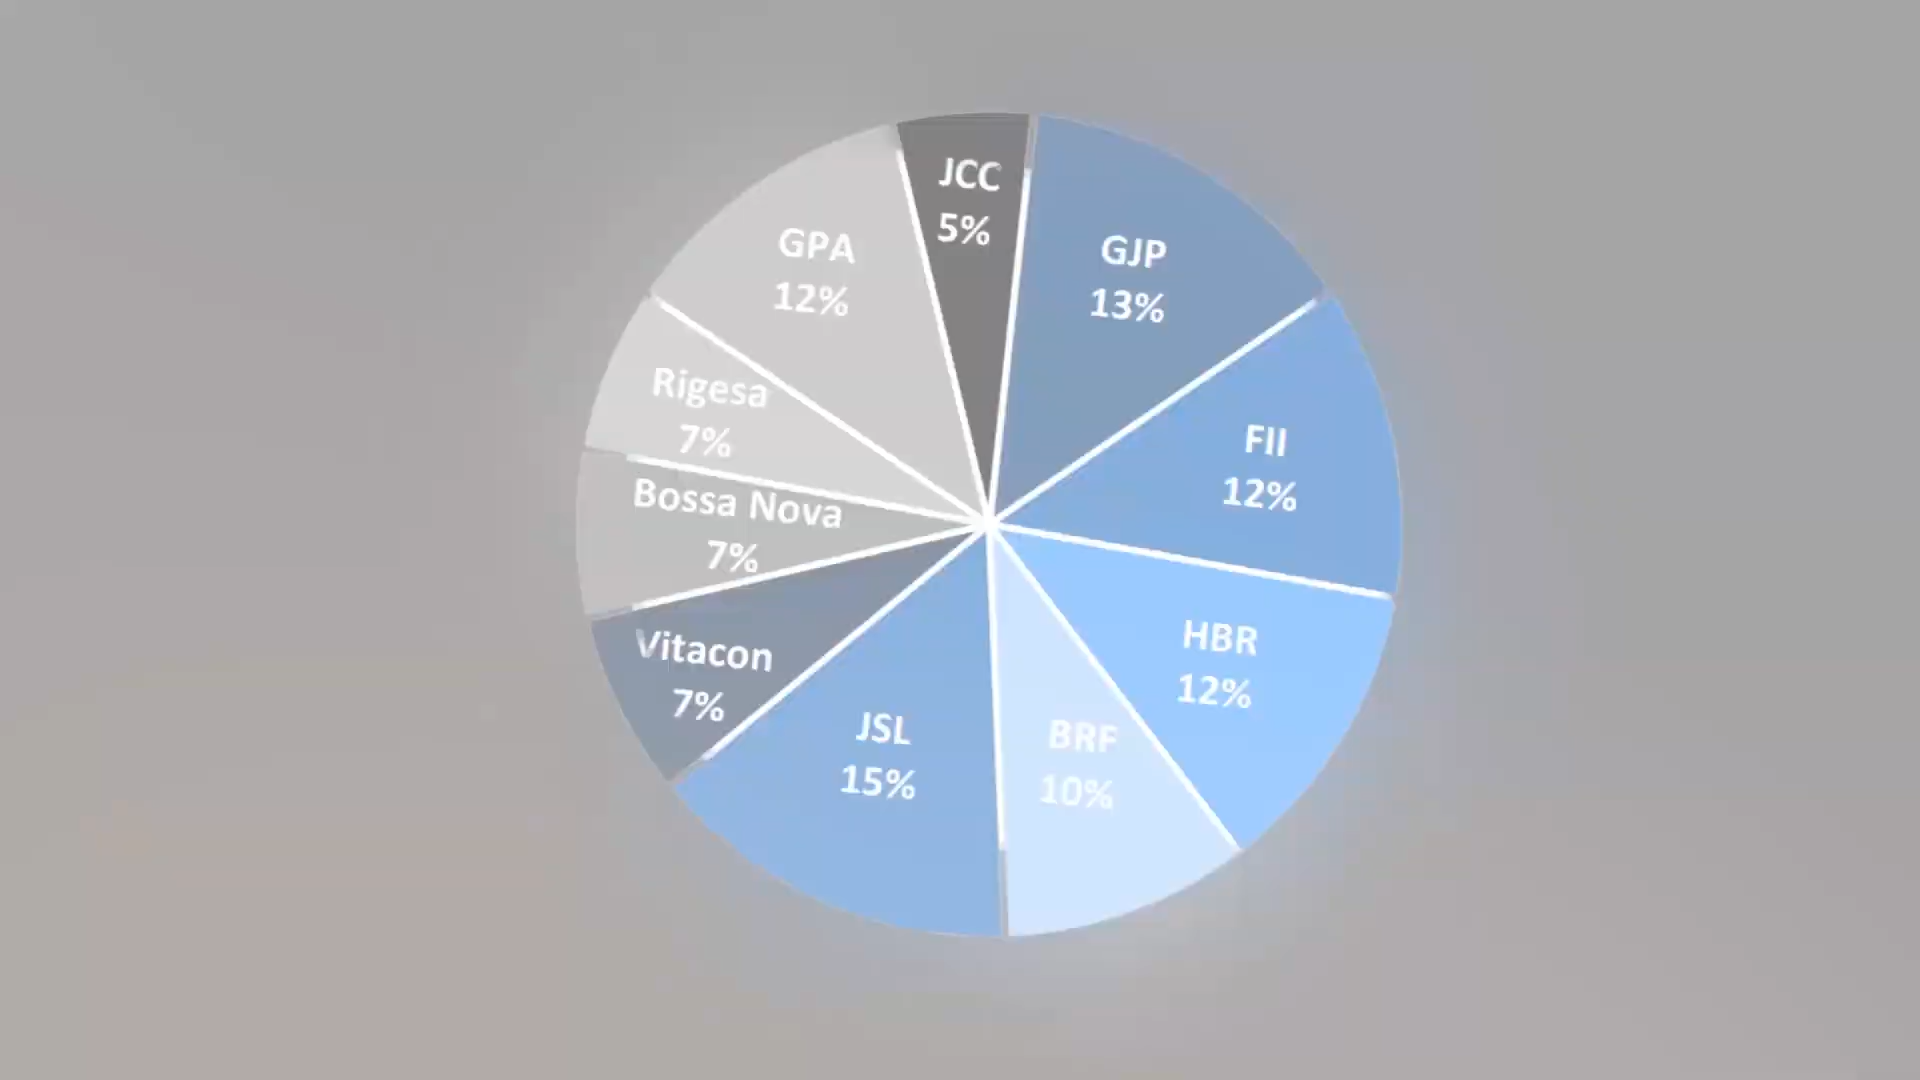 JCC
5%
GJP
13%
FII
12%
HBR
12%
BRF
10%
JSL
15%
Vitacon
7%
Bossa Nova
7%
Rigesa
7%
GPA
12%